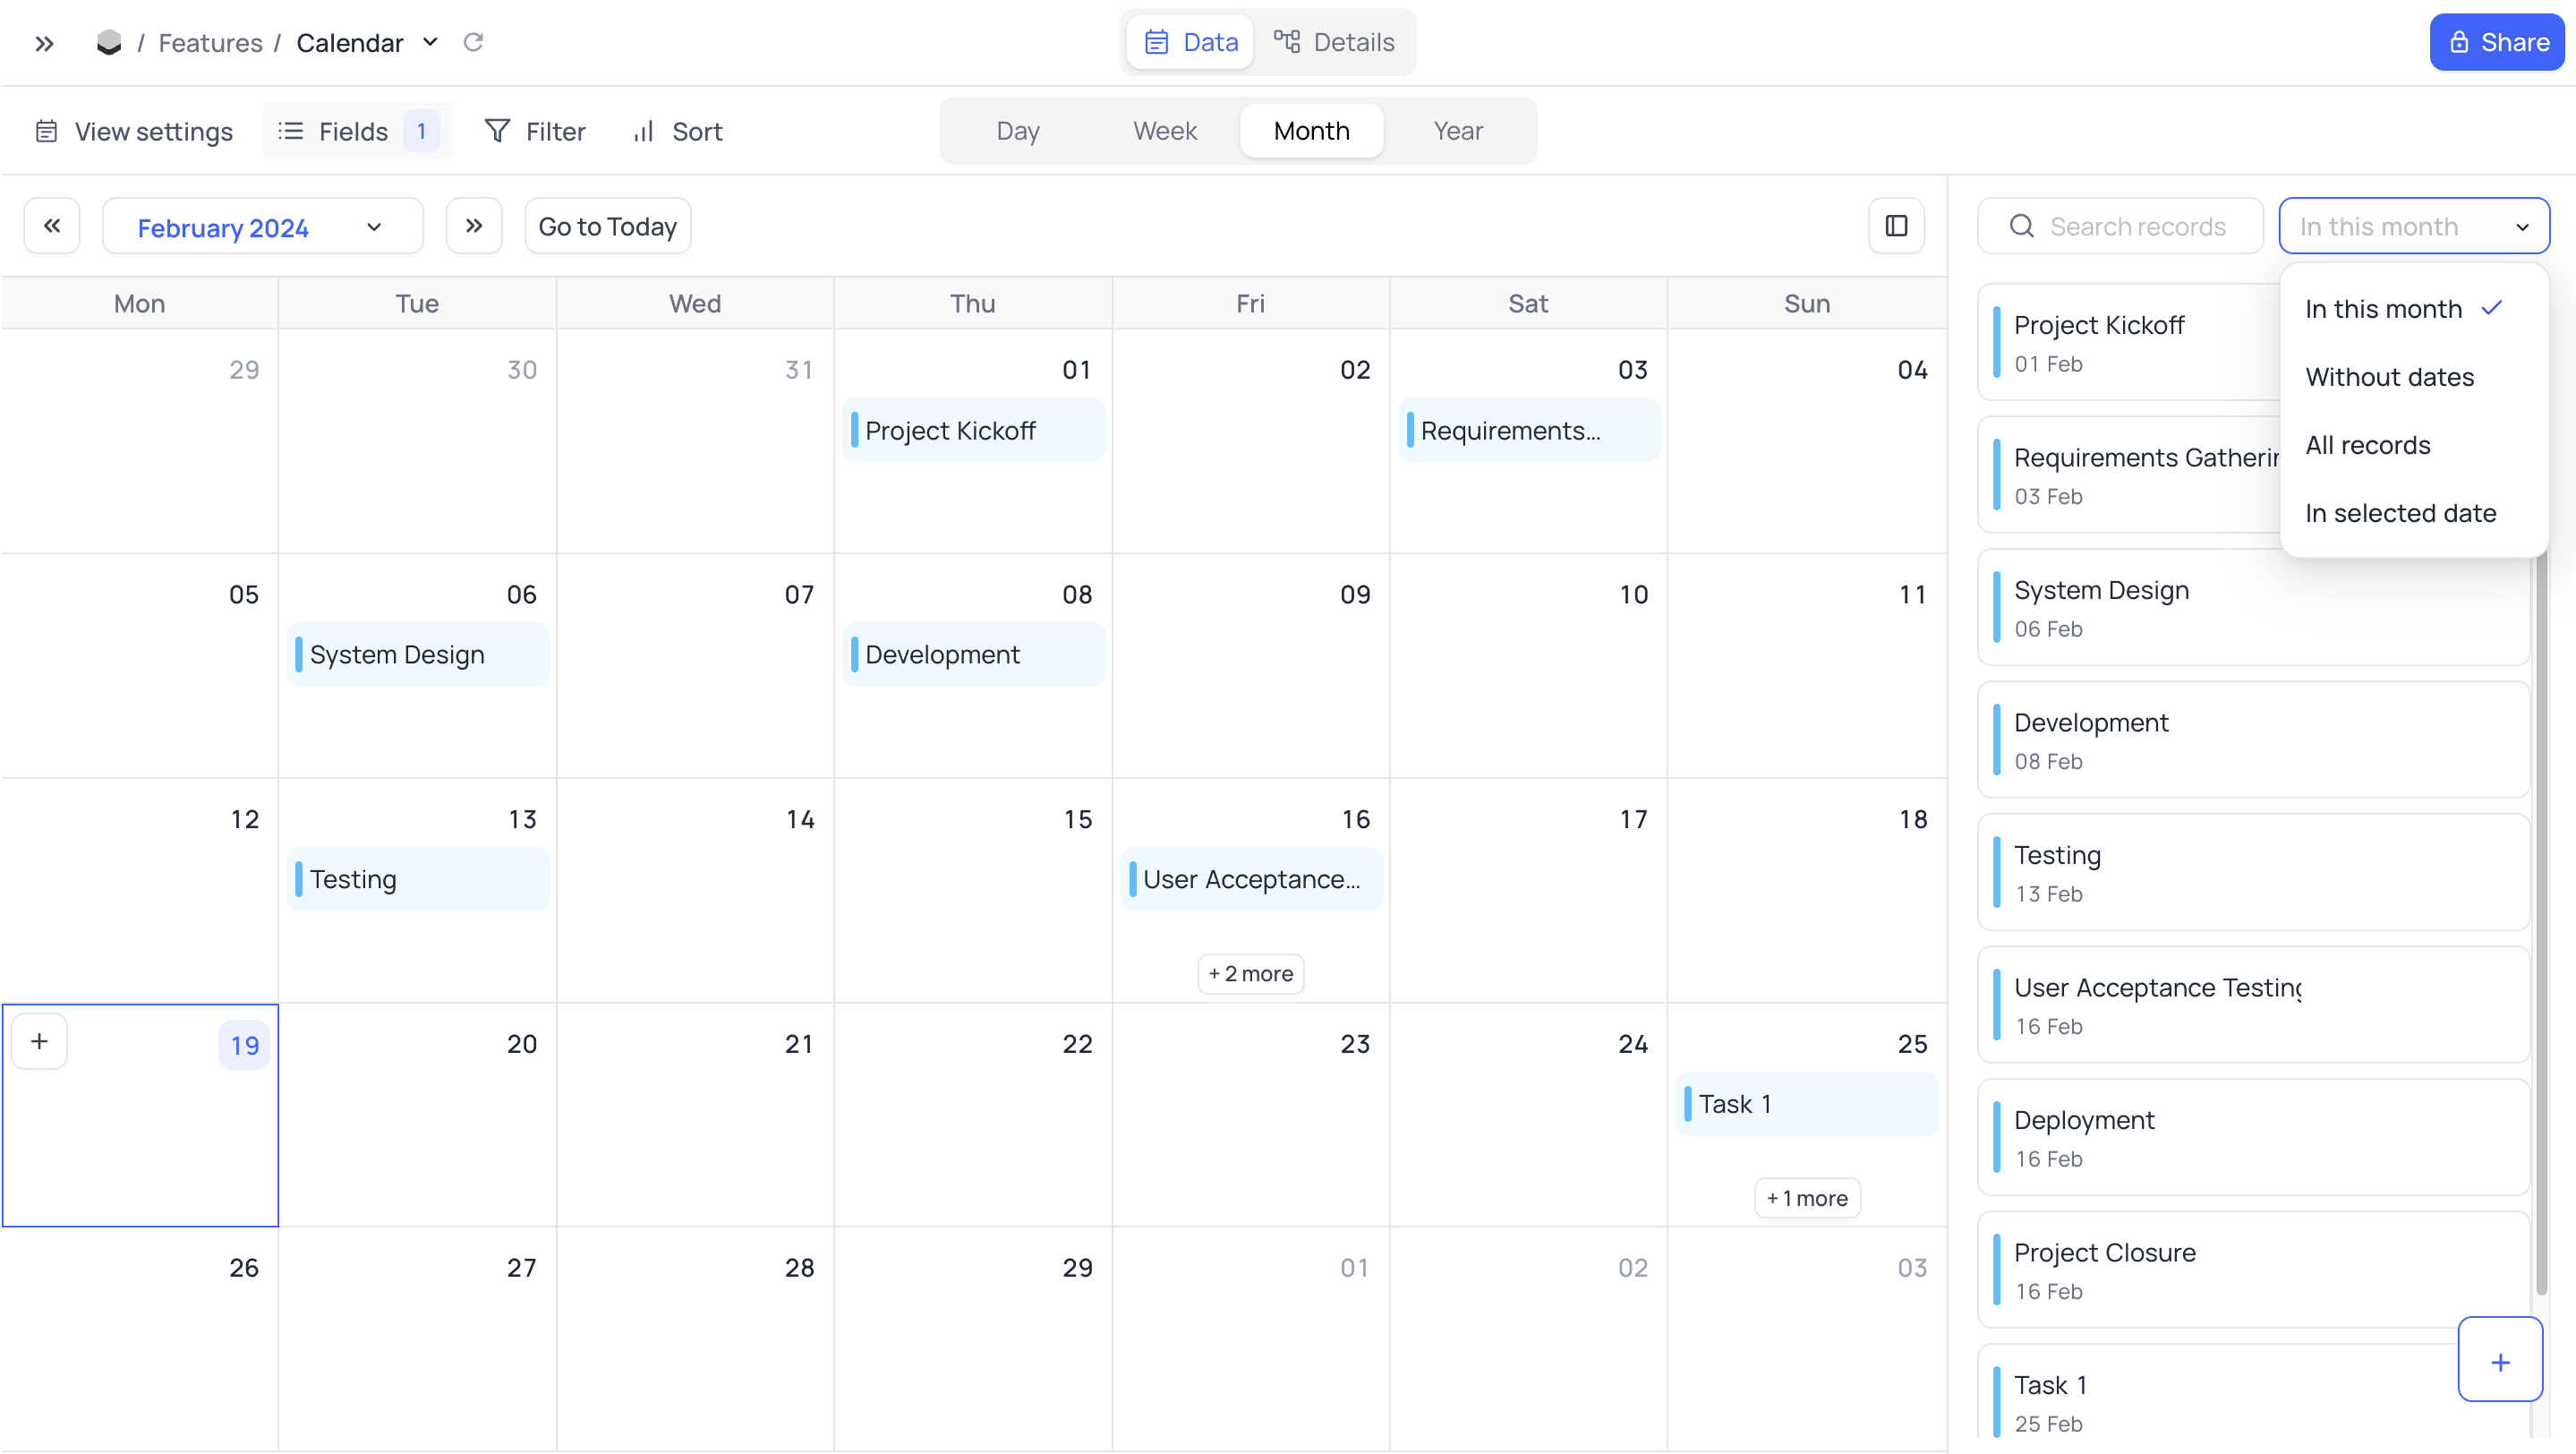 / Features / Calendar
Data
Details
Share
View settings
Fields 1
Filter
Sort
Day
Week
Month
Year
February 2024
Go to Today
Search records
In this month
Mon Tue Wed Thu Fri Sat Sun
29 30 31 01 02 03 04
Project Kickoff
Requirements...
05 06 07 08 09 10 11
System Design
Development
12 13 14 15 16 17 18
Testing
User Acceptance...
+ 2 more
+
19 20 21 22 23 24 25
Task 1
+ 1 more
26 27 28 29 01 02 03
In this month
Without dates
All records
In selected date
Project Kickoff
01 Feb
Requirements
03 Feb
System Design
06 Feb
Development
08 Feb
Testing
13 Feb
User Acceptance Testing
16 Feb
Deployment
16 Feb
Project Closure
16 Feb
Task 1
25 Feb
+